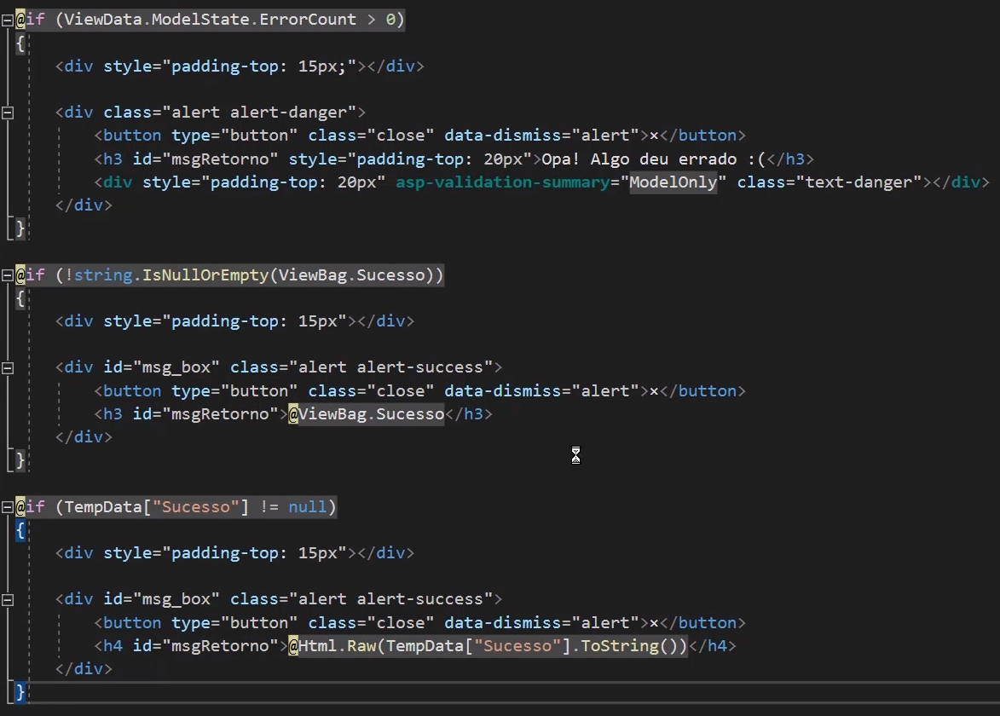 @if (ViewData.ModelState.ErrorCount > 0)
{
<div style="padding-top: 15px;"></div>
<div class="alert alert-danger">
<button type="button" class="close" data-dismiss="alert">×</button>
<h3 id="msgRetorno" style="padding-top: 20px">Opa! Algo deu errado :(</h3>
<div style="padding-top: 20px" asp-validation-summary="ModelOnly" class="text-danger"></div>
</div>
}
@if (!string.IsNullOrEmpty(ViewBag.Sucesso))
{
<div style="padding-top: 15px"></div>
<div id="msg_box" class="alert alert-success">
<button type="button" class="close" data-dismiss="alert">×</button>
<h3 id="msgRetorno">@ViewBag.Sucesso</h3>
</div>
}
@if (TempData["Sucesso"] != null)
{
<div style="padding-top: 15px"></div>
<div id="msg_box" class="alert alert-success">
<button type="button" class="close" data-dismiss="alert">×</button>
<h4 id="msgRetorno">@Html.Raw(TempData["Sucesso"].ToString())</h4>
</div>
}